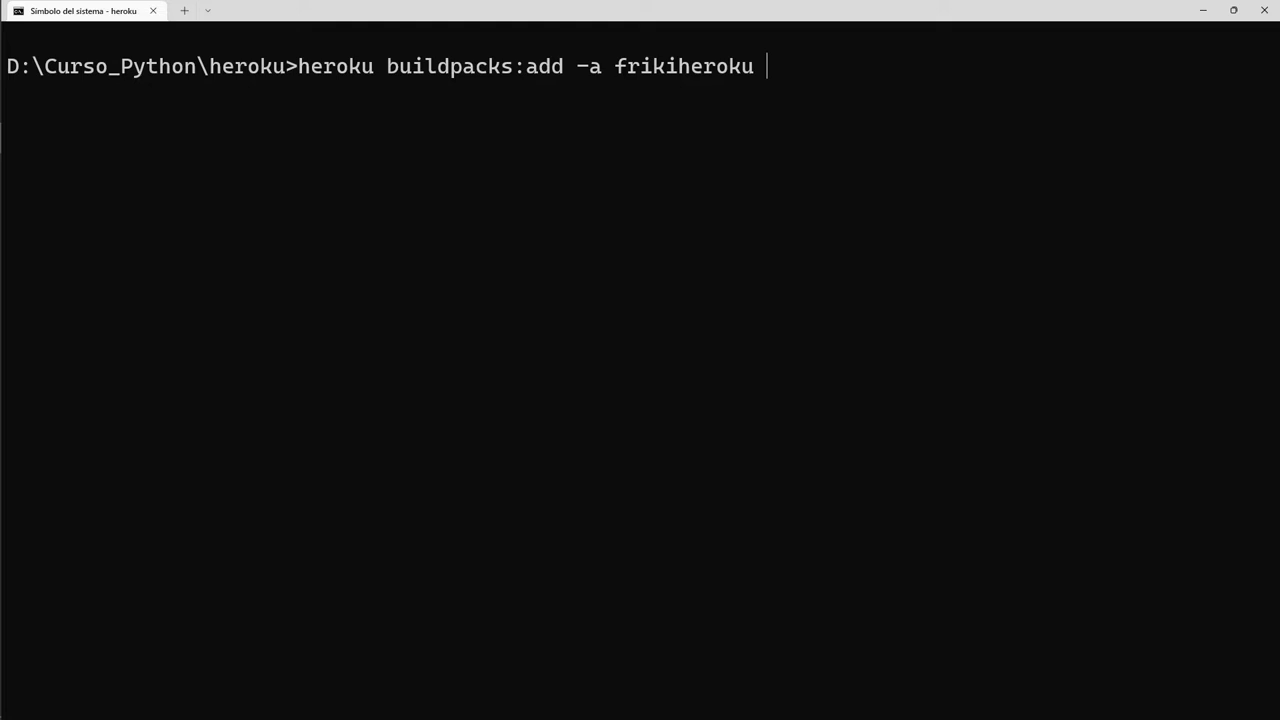 Símbolo del sistema - heroku
D:\Curso_Python\heroku>heroku buildpacks:add -a frikiheroku